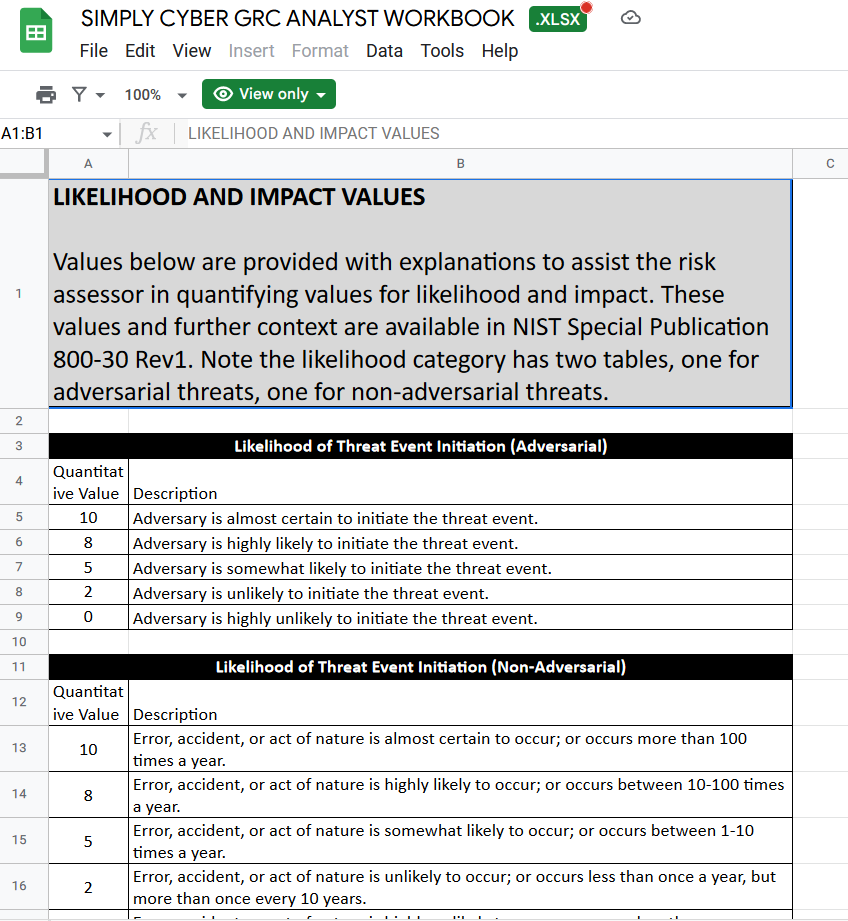 SIMPLY CYBER GRC ANALYST WORKBOOK .XLSX
File Edit View Insert Format Data Tools Help
100% View only
A1:B1 fx LIKELIHOOD AND IMPACT VALUES
A B C
LIKELIHOOD AND IMPACT VALUES
Values below are provided with explanations to assist the risk
1 assessor in quantifying values for likelihood and impact. These
values and further context are available in NIST Special Publication
800-30 Rev1. Note the likelihood category has two tables, one for
adversarial threats, one for non-adversarial threats.
2
3 Likelihood of Threat Event Initiation (Adversarial)
Quantitat
4 ive Value Description
5 10 Adversary is almost certain to initiate the threat event.
6 8 Adversary is highly likely to initiate the threat event.
7 5 Adversary is somewhat likely to initiate the threat event.
8 2 Adversary is unlikely to initiate the threat event.
9 0 Adversary is highly unlikely to initiate the threat event.
10
11 Likelihood of Threat Event Initiation (Non-Adversarial)
Quantitat
12 ive Value Description
13 10 Error, accident, or act of nature is almost certain to occur; or occurs more than 100
times a year.
14 8 Error, accident, or act of nature is highly likely to occur; or occurs between 10-100 times
a year.
15 5 Error, accident, or act of nature is somewhat likely to occur; or occurs between 1-10
times a year.
16 2 Error, accident, or act of nature is unlikely to occur; or occurs less than once a year, but
more than once every 10 years.